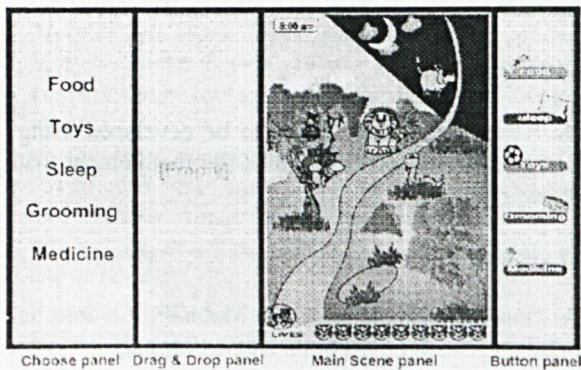 Food
Toys
Sleep
Grooming
Medicine
8:00 am
LIVES
Food
Sleep
Toys
Grooming
Medicine
Choose panel
Drag & Drop panel
Main Scene panel
Button panel